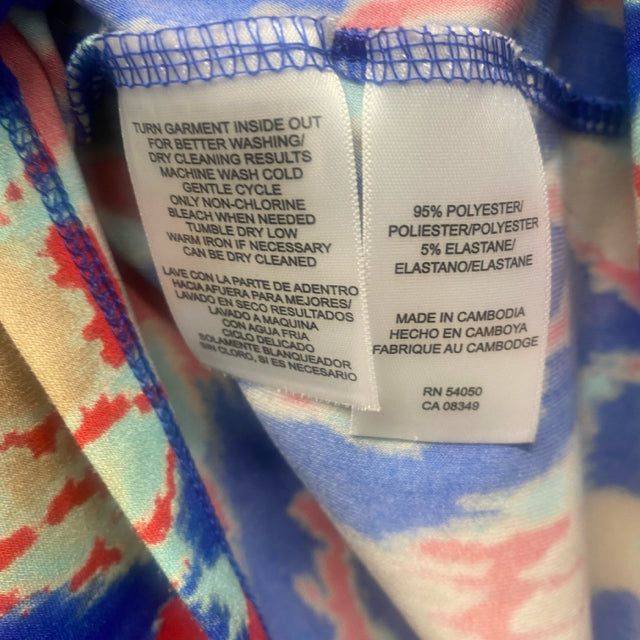 TURN GARMENT INSIDE OUT
FOR BETTER WASHING/
DRY CLEANING RESULTS
MACHINE WASH COLD
GENTLE CYCLE
ONLY NON-CHLORINE
BLEACH WHEN NEEDED
TUMBLE DRY LOW
WARM IRON IF NECESSARY
CAN BE DRY CLEANED
LAVE CON LA PARTE DE ADENTRO
HACIA AFUERA PARA MEJORES/
LAVADO EN SECO RESULTADOS
LAVADO A MAQUINA
CON AGUA FRIA
CICLO DELICADO
SOLAMENTE BLANQUEADOR
SIN CLORO, SI ES NECESARIO
95% POLYESTER/
POLIESTER/POLYESTER
5% ELASTANE/
ELASTANO/ELASTANE
MADE IN CAMBODIA
HECHO EN CAMBOYA
FABRIQUE AU CAMBODGE
RN 54050
CA 08349